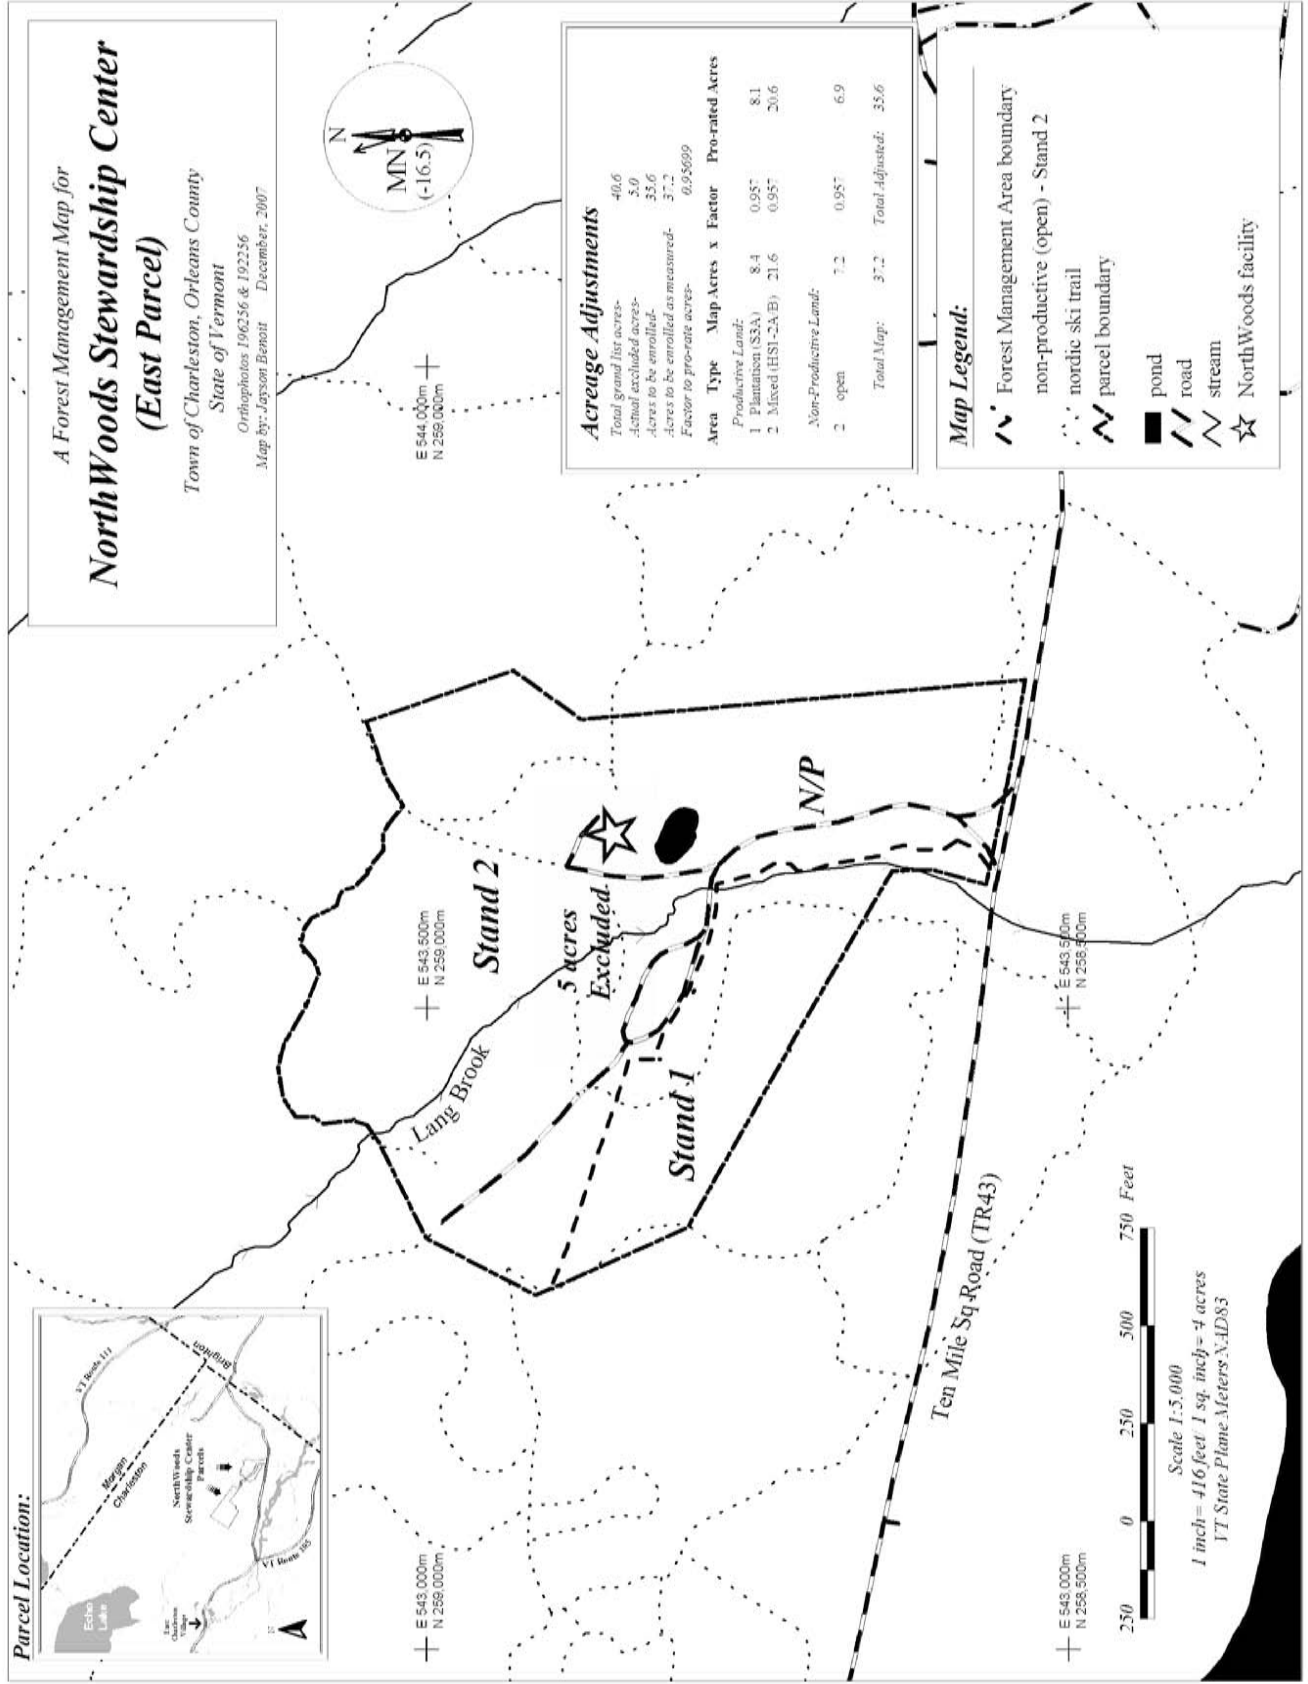 A Forest Management Map for
NorthWoods Stewardship Center
(East Parcel)
Town of Charleston, Orleans County
State of Vermont
Orthophotos 196256 & 192256
Map by: Jayson Benoit December, 2007
N
MN
(-16.5)
Acreage Adjustments
Total grand list acres- 40.6
Actual excluded acres- 5.0
Acres to be enrolled- 35.6
Acres to be enrolled as measured- 37.2
Factor to pro-rate acres- 0.95699
Area Type Map Acres x Factor Pro-rated Acres
Productive Land:
1 Plantation (S3A) 8.4 0.957 8.1
2 Mixed (HS1-2A/B) 21.6 0.957 20.6
Non-Productive Land:
2 open 7.2 0.957 6.9
Total Map: 37.2 Total Adjusted: 35.6
Map Legend:
Forest Management Area boundary
non-productive (open) - Stand 2
nordic ski trail
parcel boundary
pond
road
stream
NorthWoods facility
Parcel Location:
Echo
Lake
Morgan
Charleston
Brighton
VT Route 111
NorthWoods
Stewardship Center
Parcels
VT Route 105
East
Charleston
Village
N
E 543,000m
N 259,000m
E 543,500m
N 259,000m
E 544,000m
N 259,000m
Lang Brook
Stand 2
5 acres
Excluded
Stand 1
N/P
E 543,000m
N 258,500m
E 543,500m
N 258,500m
Ten Mile Sq Road (TR43)
250 0 250 500 750 Feet
Scale 1:5,000
1 inch= 416 feet/ 1 sq. inch= 4 acres
VT State Plane Meters NAD83